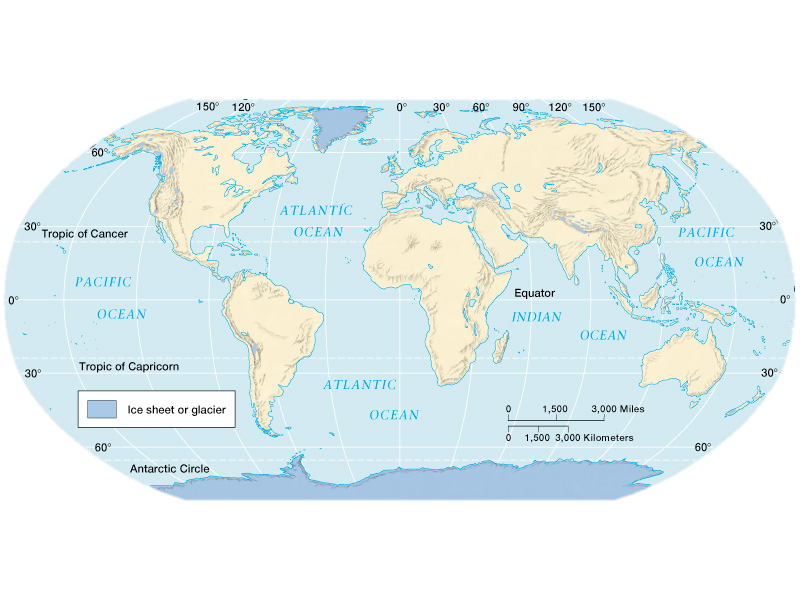 150° 120° 0° 30° 60° 90° 120° 150°
60°
ATLANTIC
OCEAN
30°
Tropic of Cancer
30°
PACIFIC
OCEAN
PACIFIC
OCEAN
0°
Equator
0°
INDIAN
OCEAN
Tropic of Capricorn
30°
30°
ATLANTIC
OCEAN
Ice sheet or glacier
0 1,500 3,000 Miles
0 1,500 3,000 Kilometers
60°
60°
Antarctic Circle